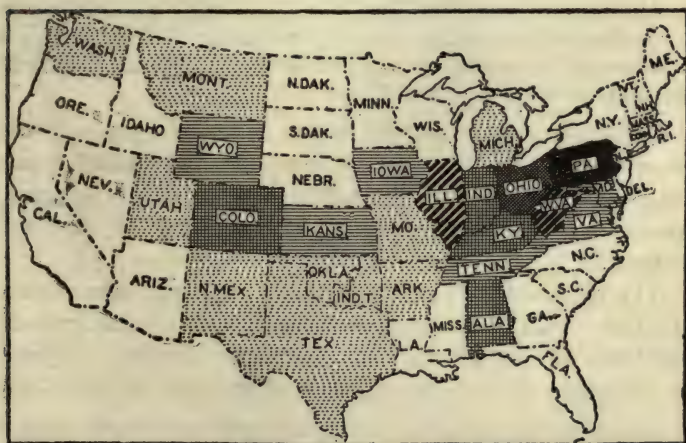 WASH.
MONT.
N.DAK.
MINN.
ORE.
IDAHO
WYO
S.DAK.
WIS.
MICH.
N.Y.
VT.
N.H.
ME.
MASS.
R.I.
NEV.
UTAH
COLO
NEBR.
IOWA
ILL.
IND.
OHIO
PA
MD.
DEL.
CAL.
KANS.
MO.
KY.
W.VA
VA.
ARIZ.
N.MEX
OKLA.
IND.T.
ARK.
TENN
N.C.
S.C.
TEX.
LA.
MISS.
ALA
GA.
FLA.